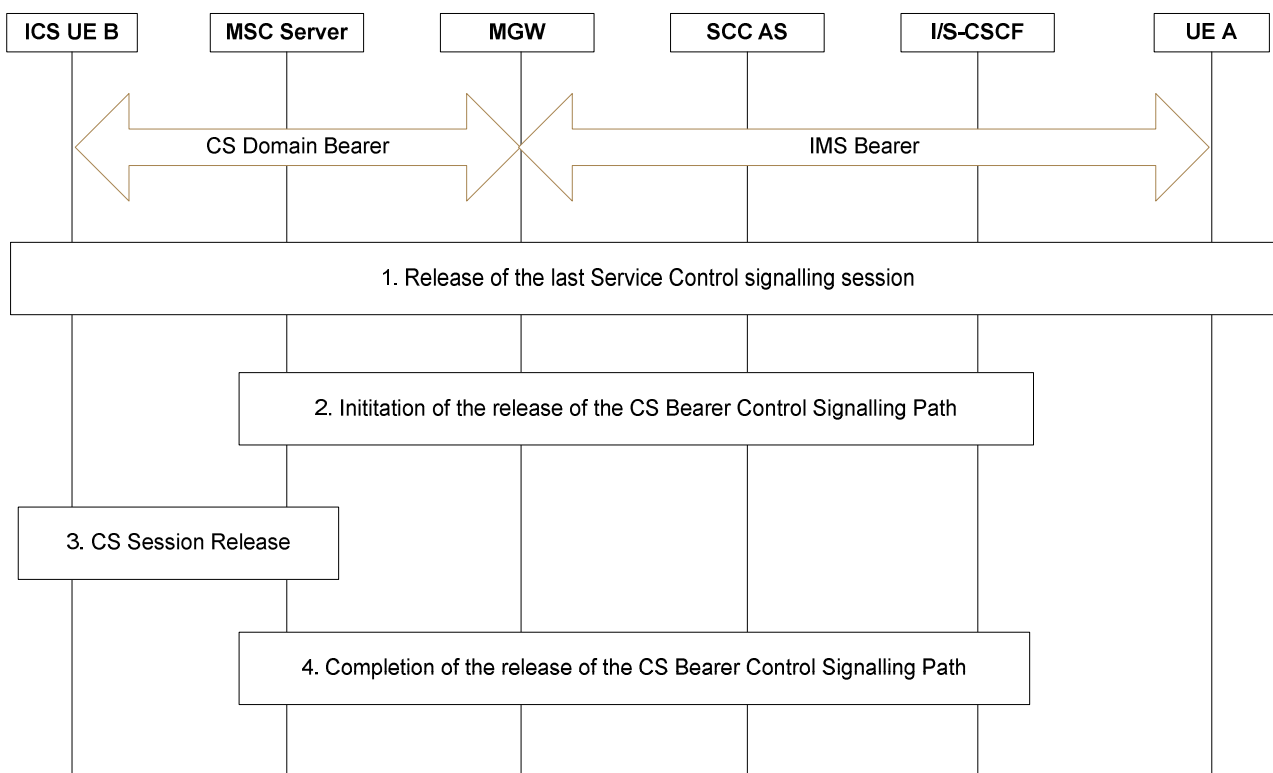 ICS UE B
MSC Server
MGW
SCC AS
I/S-CSCF
UE A
CS Domain Bearer
IMS Bearer
1. Release of the last Service Control signalling session
2. Inititation of the release of the CS Bearer Control Signalling Path
3. CS Session Release
4. Completion of the release of the CS Bearer Control Signalling Path